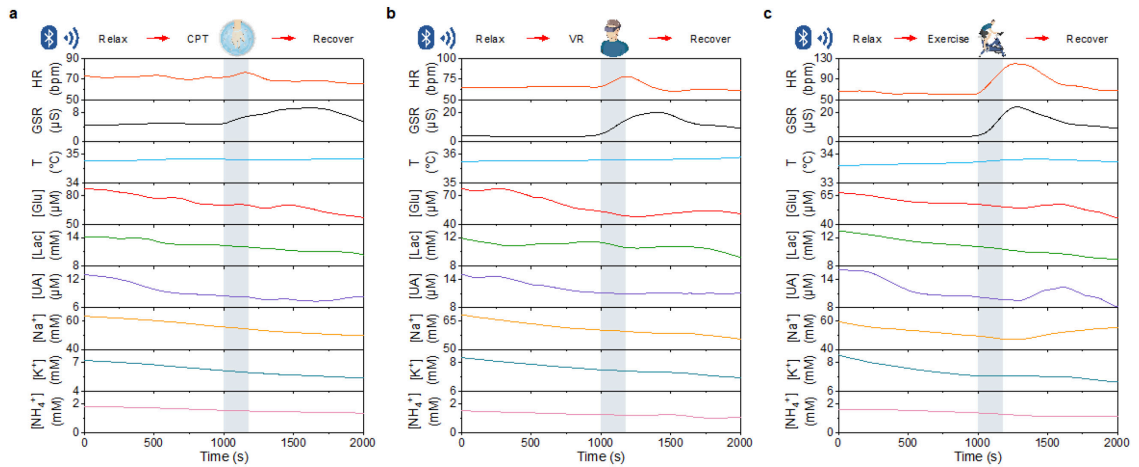 a
Relax CPT Recover
HR (bpm)
90
70
50
GSR (µS)
8
0
T (°C)
35
34
[Glu] (µM)
80
50
[Lac] (mM)
14
8
[UA] (µM)
12
6
[Na⁺] (mM)
60
40
[K⁺] (mM)
7
4
[NH₄⁺] (mM)
2
0
0 500 1000 1500 2000
Time (s)
b
Relax VR Recover
HR (bpm)
100
75
50
GSR (µS)
20
0
T (°C)
36
34
[Glu] (µM)
80
40
[Lac] (mM)
12
8
[UA] (µM)
14
8
[Na⁺] (mM)
65
50
[K⁺] (mM)
8
6
[NH₄⁺] (mM)
2
0
0 500 1000 1500 2000
Time (s)
c
Relax Exercise Recover
HR (bpm)
130
90
50
GSR (µS)
20
0
T (°C)
34
33
[Glu] (µM)
60
40
[Lac] (mM)
12
8
[UA] (µM)
14
8
[Na⁺] (mM)
60
40
[K⁺] (mM)
8
6
[NH₄⁺] (mM)
2
0
0 500 1000 1500 2000
Time (s)